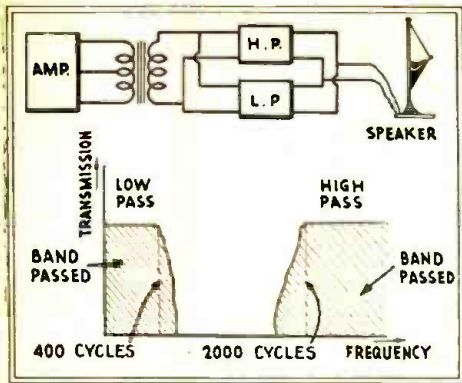 AMP.
H.P.
L.P
SPEAKER
TRANSMISSION
LOW
PASS
HIGH
PASS
BAND
PASSED
BAND
PASSED
400 CYCLES
2000 CYCLES
FREQUENCY